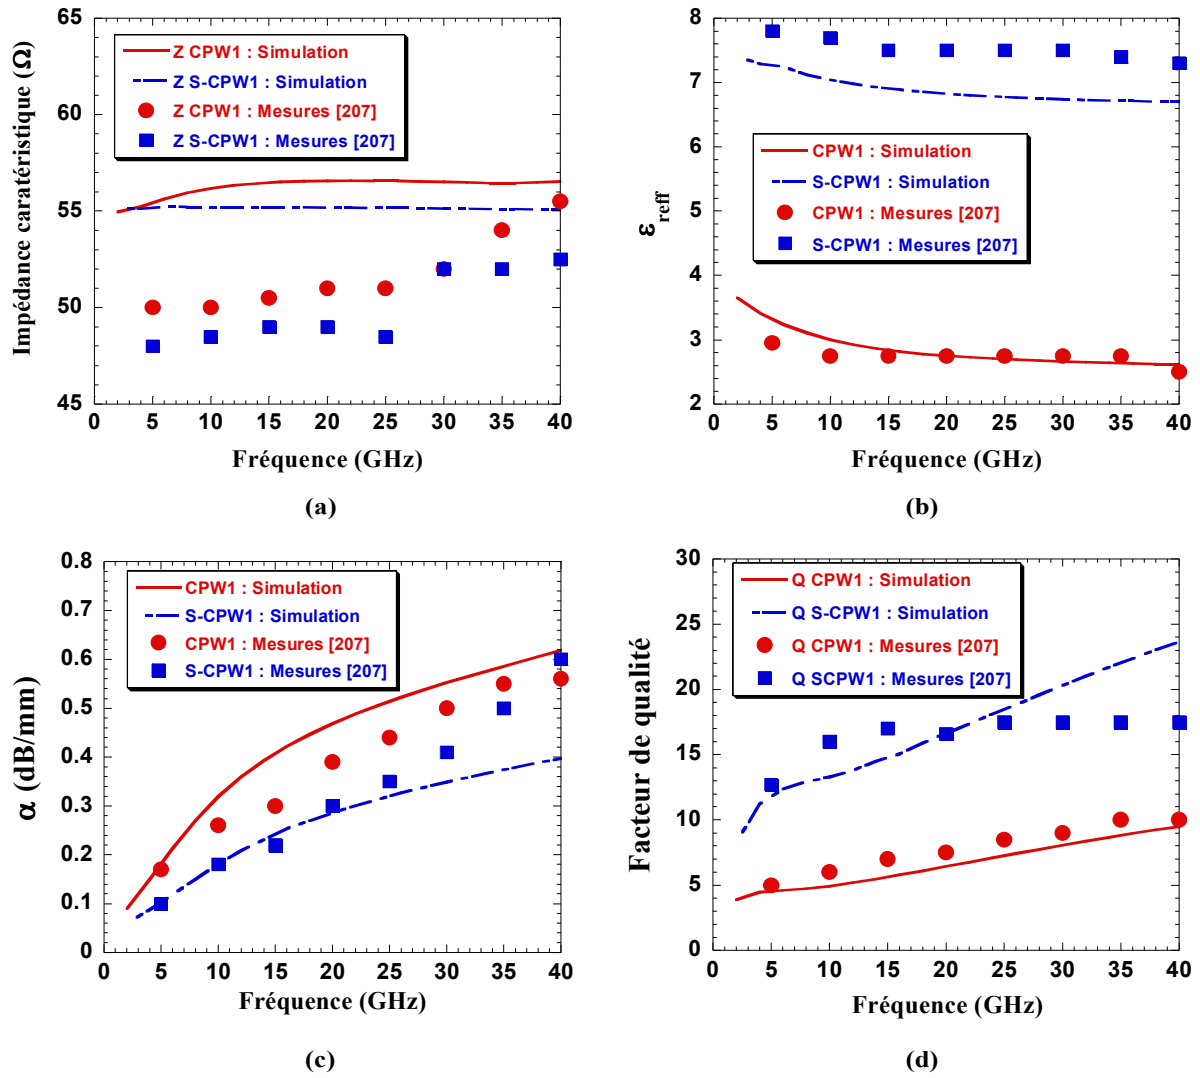 65
60
55
50
45
0 5 10 15 20 25 30 35 40
Impédance caratéristique (Ω)
Fréquence (GHz)
Z CPW1 : Simulation
Z S-CPW1 : Simulation
Z CPW1 : Mesures [207]
Z S-CPW1 : Mesures [207]
(a)
8
7
6
5
4
3
2
0 5 10 15 20 25 30 35 40
εreff
Fréquence (GHz)
CPW1 : Simulation
S-CPW1 : Simulation
CPW1 : Mesures [207]
S-CPW1 : Mesures [207]
(b)
0.8
0.7
0.6
0.5
0.4
0.3
0.2
0.1
0
0 5 10 15 20 25 30 35 40
α (dB/mm)
Fréquence (GHz)
CPW1 : Simulation
S-CPW1 : Simulation
CPW1 : Mesures [207]
S-CPW1 : Mesures [207]
(c)
30
25
20
15
10
5
0
0 5 10 15 20 25 30 35 40
Facteur de qualité
Fréquence (GHz)
Q CPW1 : Simulation
Q S-CPW1 : Simulation
Q CPW1 : Mesures [207]
Q SCPW1 : Mesures [207]
(d)